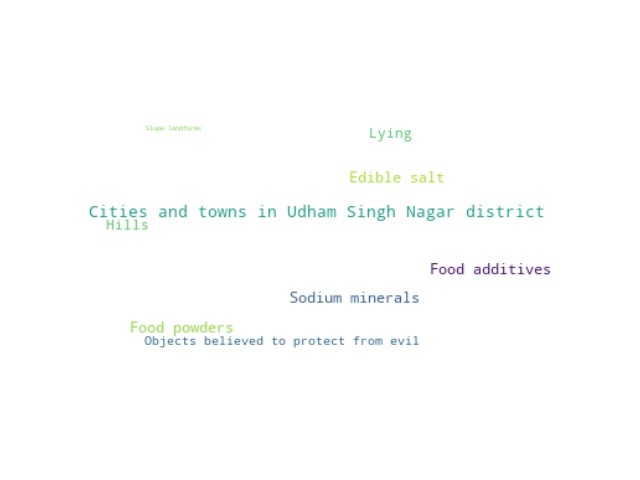 Slope landforms
Lying
Edible salt
Cities and towns in Udham Singh Nagar district
Hills
Food additives
Sodium minerals
Food powders
Objects believed to protect from evil